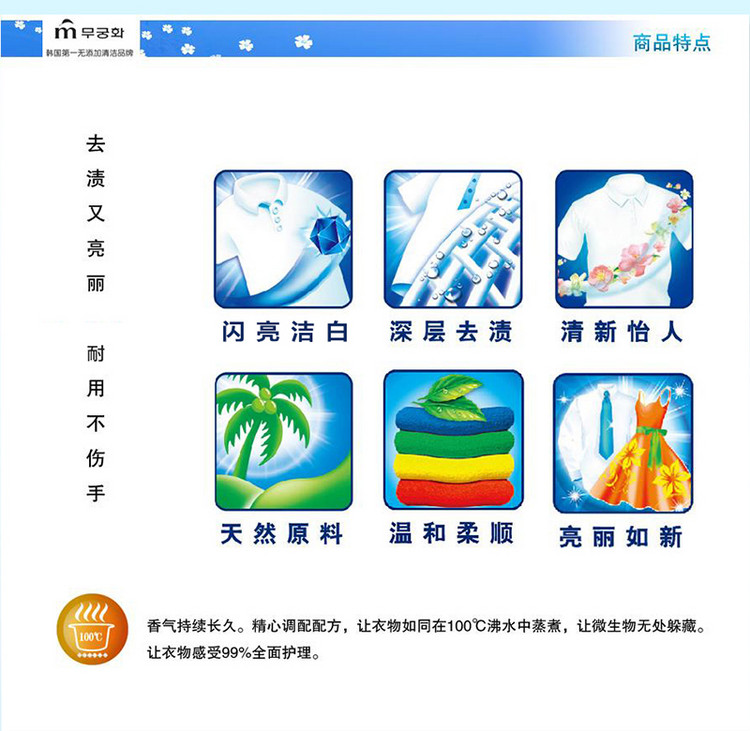 무궁화
韩国第一无添加清洁品牌
商品特点
去渍又亮丽
耐用不伤手
闪亮洁白
深层去渍
清新怡人
天然原料
温和柔顺
亮丽如新
100℃
香气持续长久。精心调配配方，让衣物如同在100℃沸水中蒸煮，让微生物无处躲藏。
让衣物感受99%全面护理。